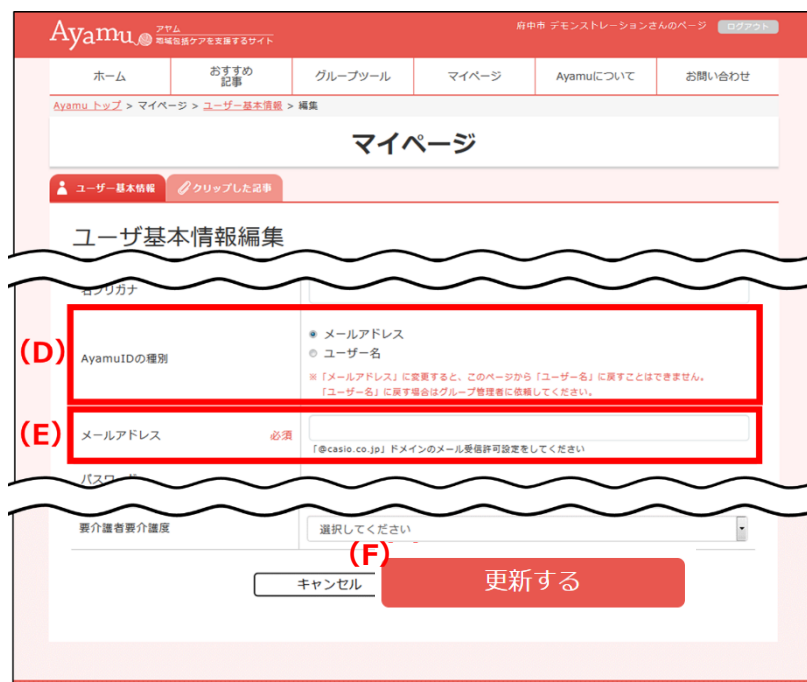 Ayamu アヤム
地域包括ケアを支援するサイト
府中市 デモンストレーションさんのページ ログアウト
ホーム おすすめ記事 グループツール マイページ Ayamuについて お問い合わせ
Ayamu トップ > マイページ > ユーザー基本情報 > 編集
マイページ
ユーザー基本情報 クリップした記事
ユーザ基本情報編集
名フリガナ
(D) AyamuIDの種別
メールアドレス
ユーザー名
※「メールアドレス」に変更すると、このページから「ユーザー名」に戻すことはできません。
「ユーザー名」に戻す場合はグループ管理者に依頼してください。
(E) メールアドレス 必須
「@casio.co.jp」ドメインのメール受信許可設定をしてください
パスワード
要介護者要介護度 選択してください
(F)
キャンセル 更新する